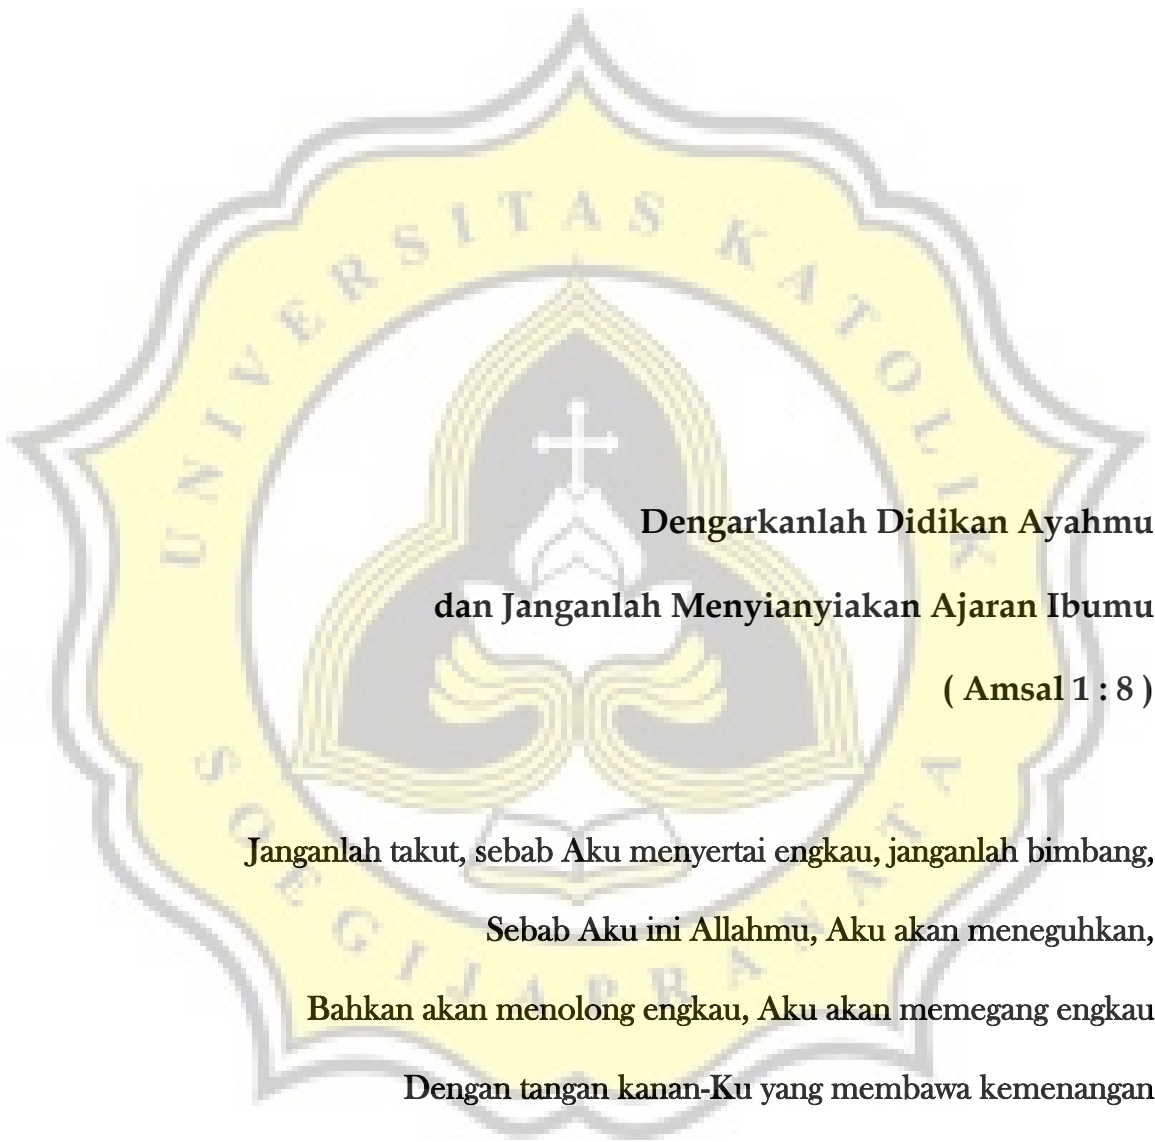 UNIVERSITAS KATOLIK
Dengarkanlah Didikan Ayahmu
dan Janganlah Menyianyiakan Ajaran Ibumu
( Amsal 1 : 8 )
Janganlah takut, sebab Aku menyertai engkau, janganlah bimbang,
Sebab Aku ini Allahmu, Aku akan meneguhkan,
Bahkan akan menolong engkau, Aku akan memegang engkau
Dengan tangan kanan-Ku yang membawa kemenangan
SOEGIJAPRANATA